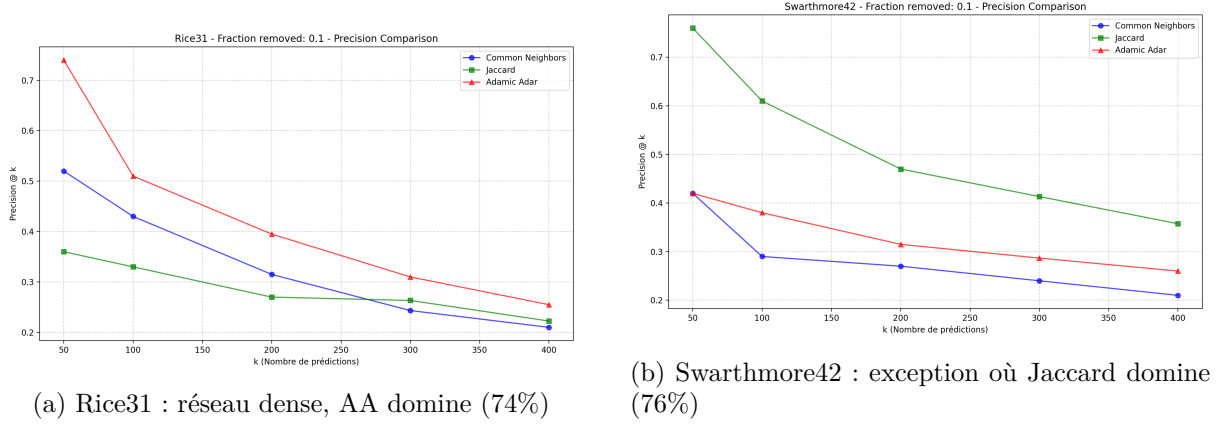 Rice31 - Fraction removed: 0.1 - Precision Comparison
Common Neighbors
Jaccard
Adamic Adar
Precision @ k
0.7
0.6
0.5
0.4
0.3
0.2
50
100
150
200
250
300
350
400
k (Nombre de prédictions)
(a) Rice31 : réseau dense, AA domine (74%)
Swarthmore42 - Fraction removed: 0.1 - Precision Comparison
Common Neighbors
Jaccard
Adamic Adar
Precision @ k
0.7
0.6
0.5
0.4
0.3
0.2
50
100
150
200
250
300
350
400
k (Nombre de prédictions)
(b) Swarthmore42 : exception où Jaccard domine
(76%)